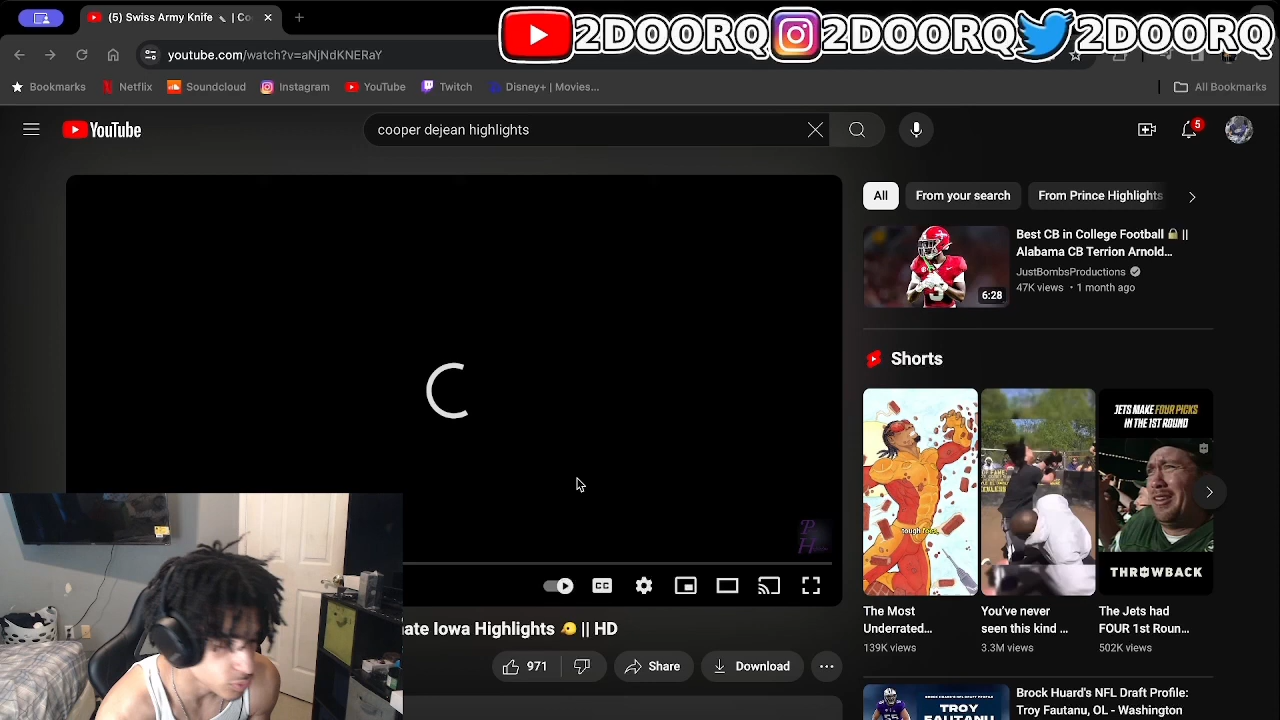 (5) Swiss Army Knife 🔪 | Co
2DOORQ 2DOORQ 2DOORQ
youtube.com/watch?v=aNjNdKNERaY
Bookmarks Netflix Soundcloud Instagram YouTube Twitch Disney+ | Movies... All Bookmarks
YouTube
cooper dejean highlights
5
All From your search From Prince Highlights
Best CB in College Football 🔒 ||
Alabama CB Terrion Arnold...
JustBombsProductions
47K views • 1 month ago
6:28
Shorts
JETS MAKE FOUR PICKS
IN THE 1ST ROUND
tough face,
THROWBACK
PH
CC
ate Iowa Highlights 🐤 || HD
The Most
Underrated...
139K views
You've never
seen this kind ...
3.3M views
The Jets had
FOUR 1st Roun...
502K views
971 Share Download
Brock Huard's NFL Draft Profile:
Troy Fautanu, OL - Washington
TROY
FAUTANU